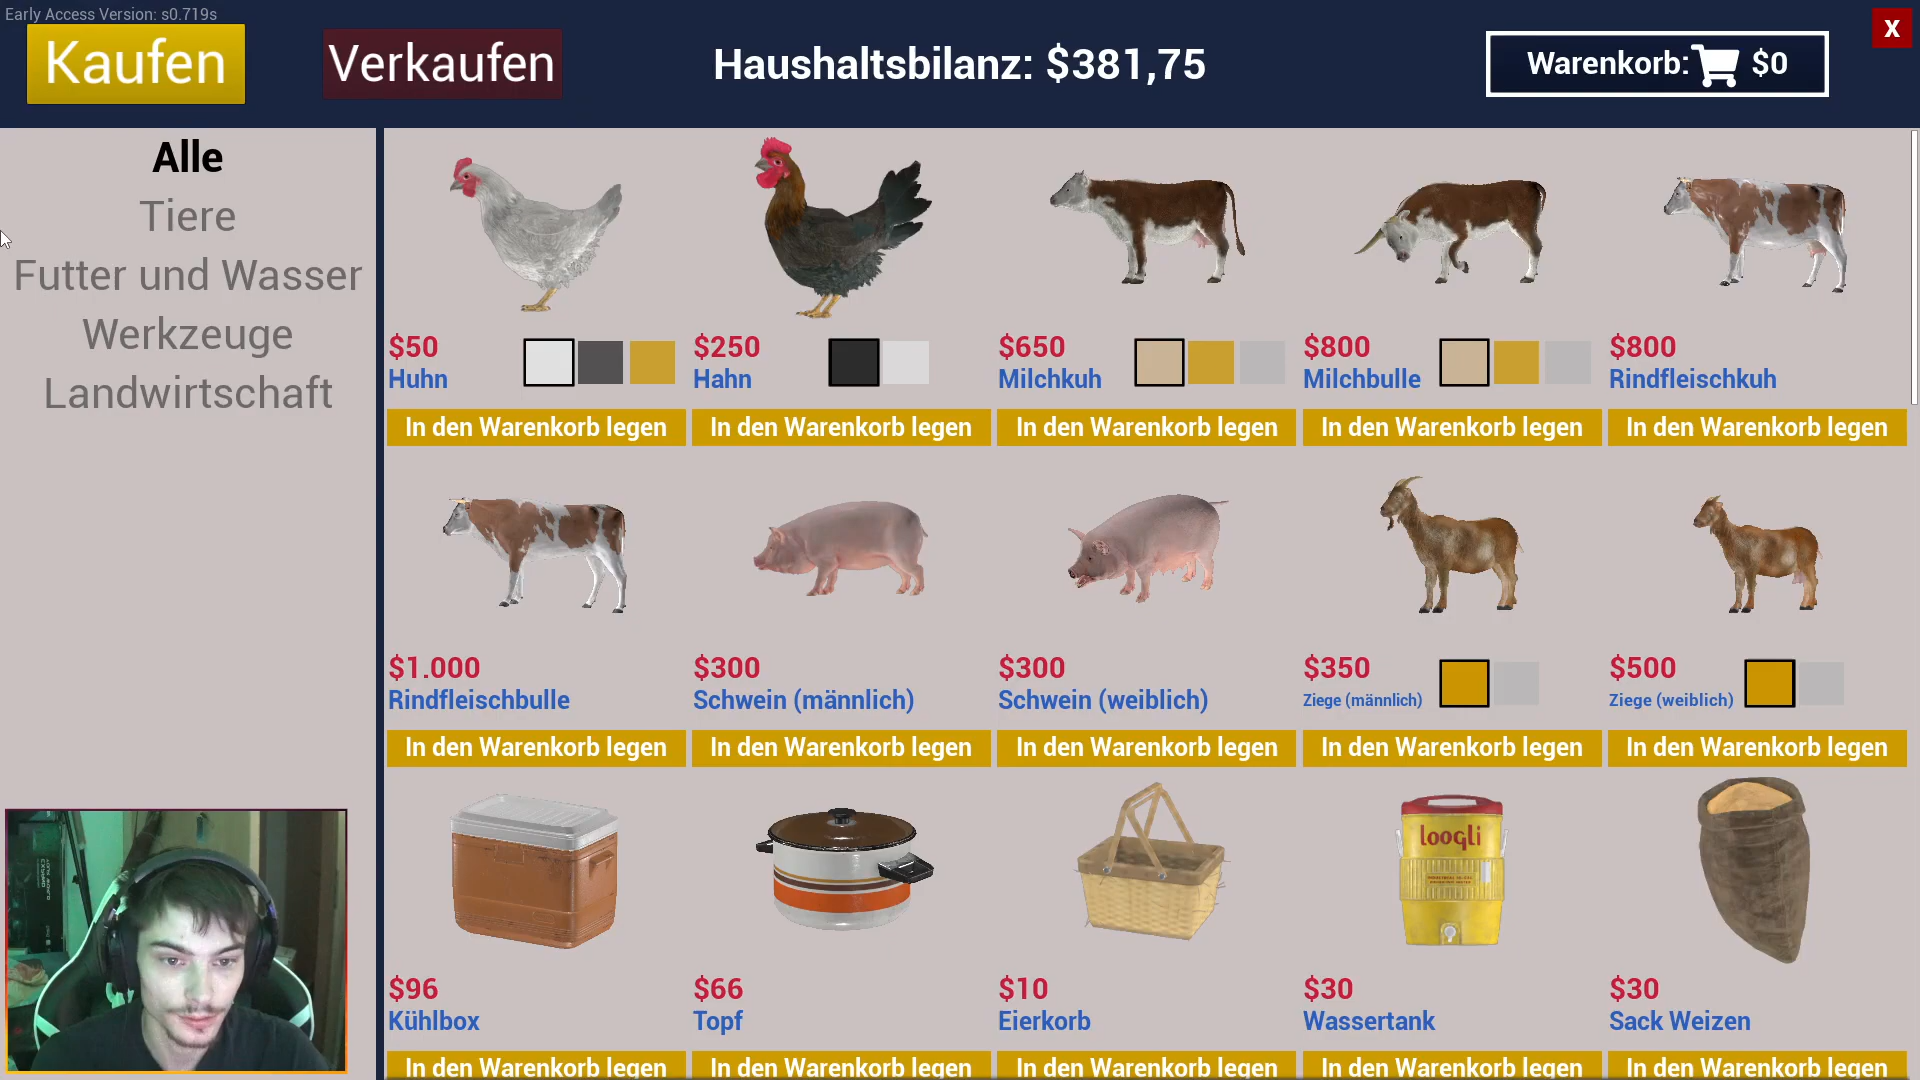 Early Access Version: s0.719s
Kaufen
Verkaufen
Haushaltsbilanz: $381,75
Warenkorb: $0
X
Alle
Tiere
Futter und Wasser
Werkzeuge
Landwirtschaft
$50
Huhn
$250
Hahn
$650
Milchkuh
$800
Milchbulle
$800
Rindfleischkuh
In den Warenkorb legen
In den Warenkorb legen
In den Warenkorb legen
In den Warenkorb legen
In den Warenkorb legen
$1.000
Rindfleischbulle
$300
Schwein (männlich)
$300
Schwein (weiblich)
$350
Ziege (männlich)
$500
Ziege (weiblich)
In den Warenkorb legen
In den Warenkorb legen
In den Warenkorb legen
In den Warenkorb legen
In den Warenkorb legen
loogli
$96
Kühlbox
$66
Topf
$10
Eierkorb
$30
Wassertank
$30
Sack Weizen
In den Warenkorb legen
In den Warenkorb legen
In den Warenkorb legen
In den Warenkorb legen
In den Warenkorb legen